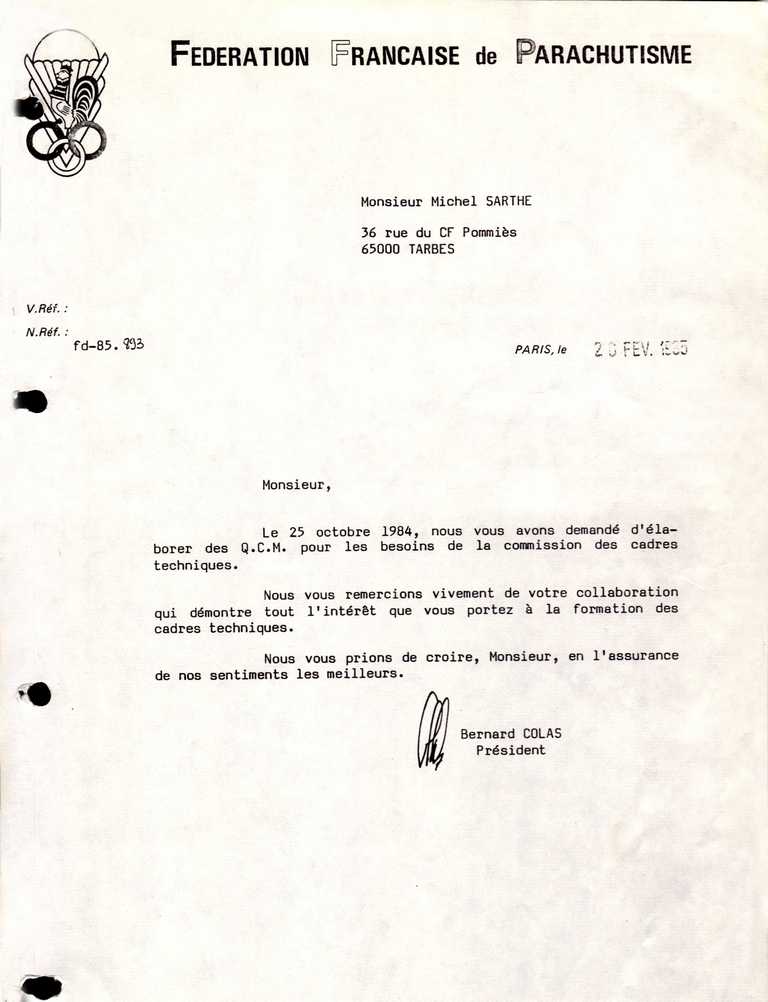 FEDERATION FRANCAISE de PARACHUTISME
Monsieur Michel SARTHE
36 rue du CF Pommiès
65000 TARBES
V.Réf. :
N.Réf. :
fd-85. 893
PARIS, le FEV. 1985
Monsieur,
Le 25 octobre 1984, nous vous avons demandé d'éla-
borer des Q.C.M. pour les besoins de la commission des cadres
techniques.
Nous vous remercions vivement de votre collaboration
qui démontre tout l'intérêt que vous portez à la formation des
cadres techniques.
Nous vous prions de croire, Monsieur, en l'assurance
de nos sentiments les meilleurs.
Bernard COLAS
Président